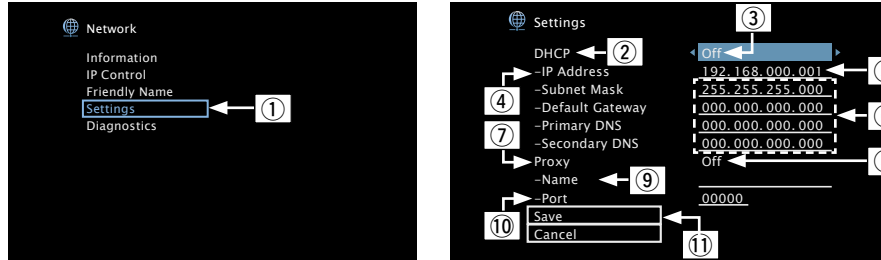 Network
Information
IP Control
Friendly Name
Settings
Diagnostics
①
Settings
③
DHCP ② Off
④ -IP Address 192.168.000.001
-Subnet Mask 255.255.255.000
-Default Gateway 000.000.000.000
-Primary DNS 000.000.000.000
-Secondary DNS 000.000.000.000
⑦ Proxy Off
-Name ⑨
⑩ -Port 00000
Save
Cancel
⑪